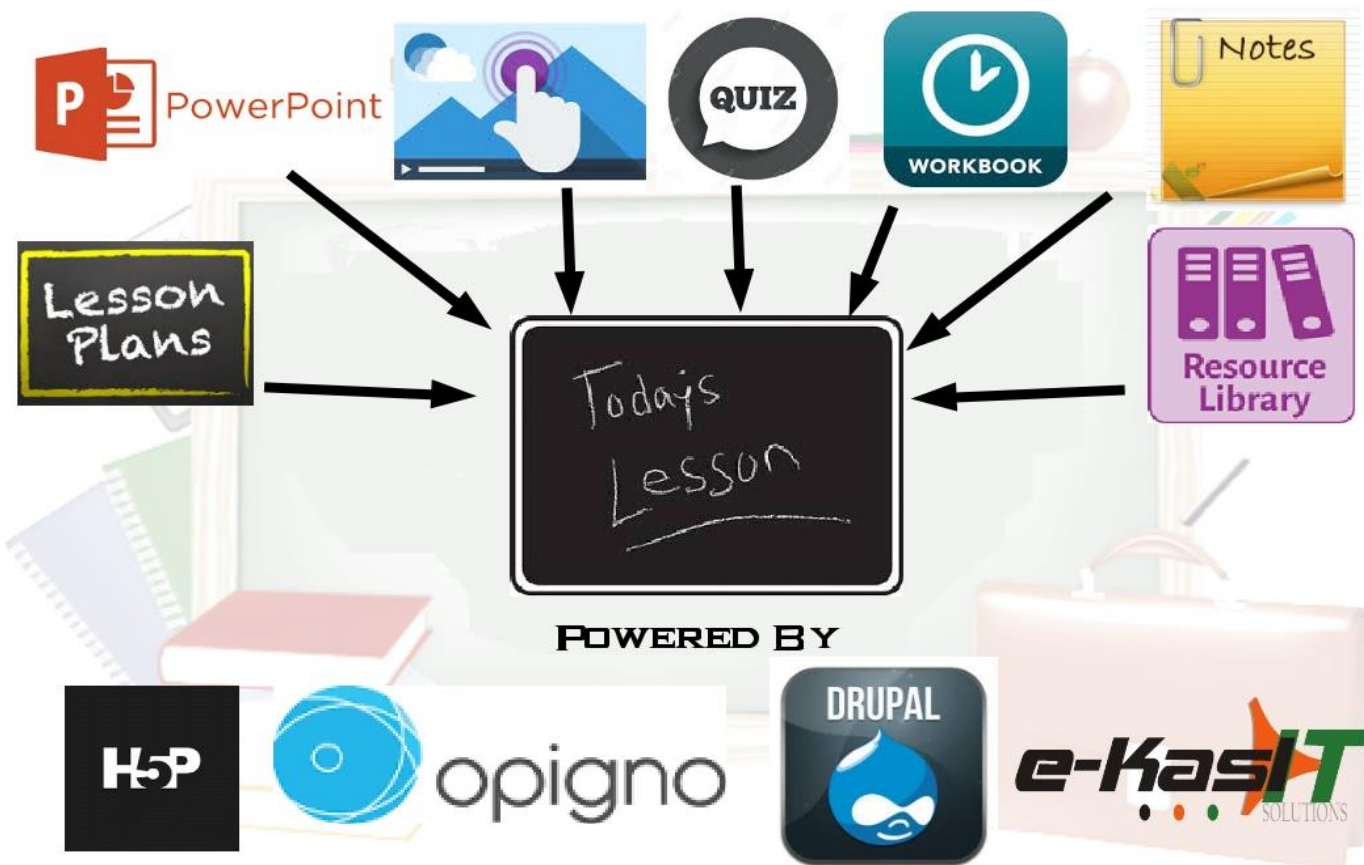 P PowerPoint
QUIZ
WORKBOOK
Notes
Lesson
Plans
Todays
Lesson
Resource
Library
POWERED BY
H5P
opigno
DRUPAL
e-KasIT
SOLUTIONS